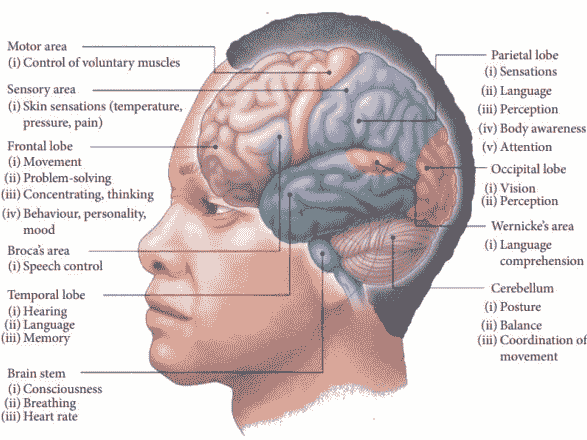 Motor area
(i) Control of voluntary muscles
Sensory area
(i) Skin sensations (temperature,
pressure, pain)
Frontal lobe
(i) Movement
(ii) Problem-solving
(iii) Concentrating, thinking
(iv) Behaviour, personality,
mood
Broca's area
(i) Speech control
Temporal lobe
(i) Hearing
(ii) Language
(iii) Memory
Brain stem
(i) Consciousness
(ii) Breathing
(iii) Heart rate
Parietal lobe
(i) Sensations
(ii) Language
(iii) Perception
(iv) Body awareness
(v) Attention
Occipital lobe
(i) Vision
(ii) Perception
Wernicke's area
(i) Language
comprehension
Cerebellum
(i) Posture
(ii) Balance
(iii) Coordination of
movement